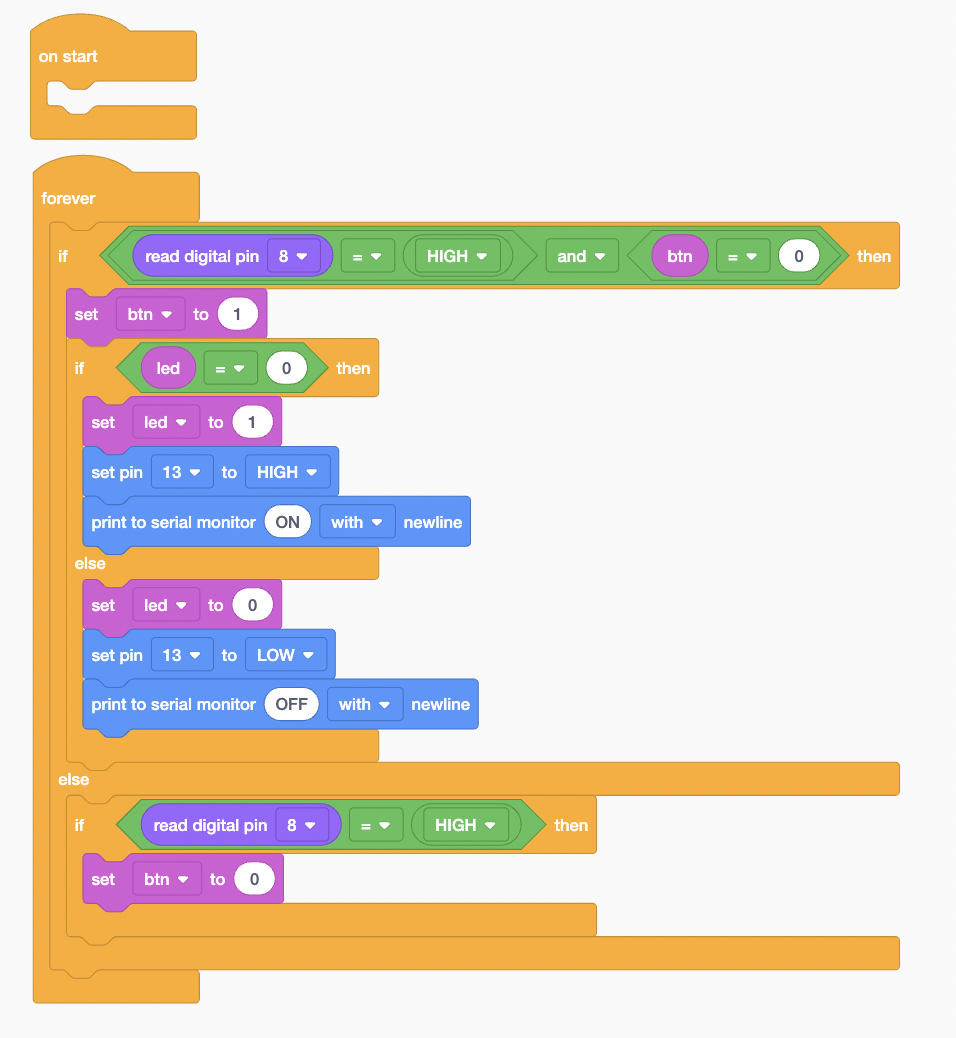 on start
forever
if read digital pin 8 = HIGH and btn = 0 then
set btn to 1
if led = 0 then
set led to 1
set pin 13 to HIGH
print to serial monitor ON with newline
else
set led to 0
set pin 13 to LOW
print to serial monitor OFF with newline
else
if read digital pin 8 = HIGH then
set btn to 0